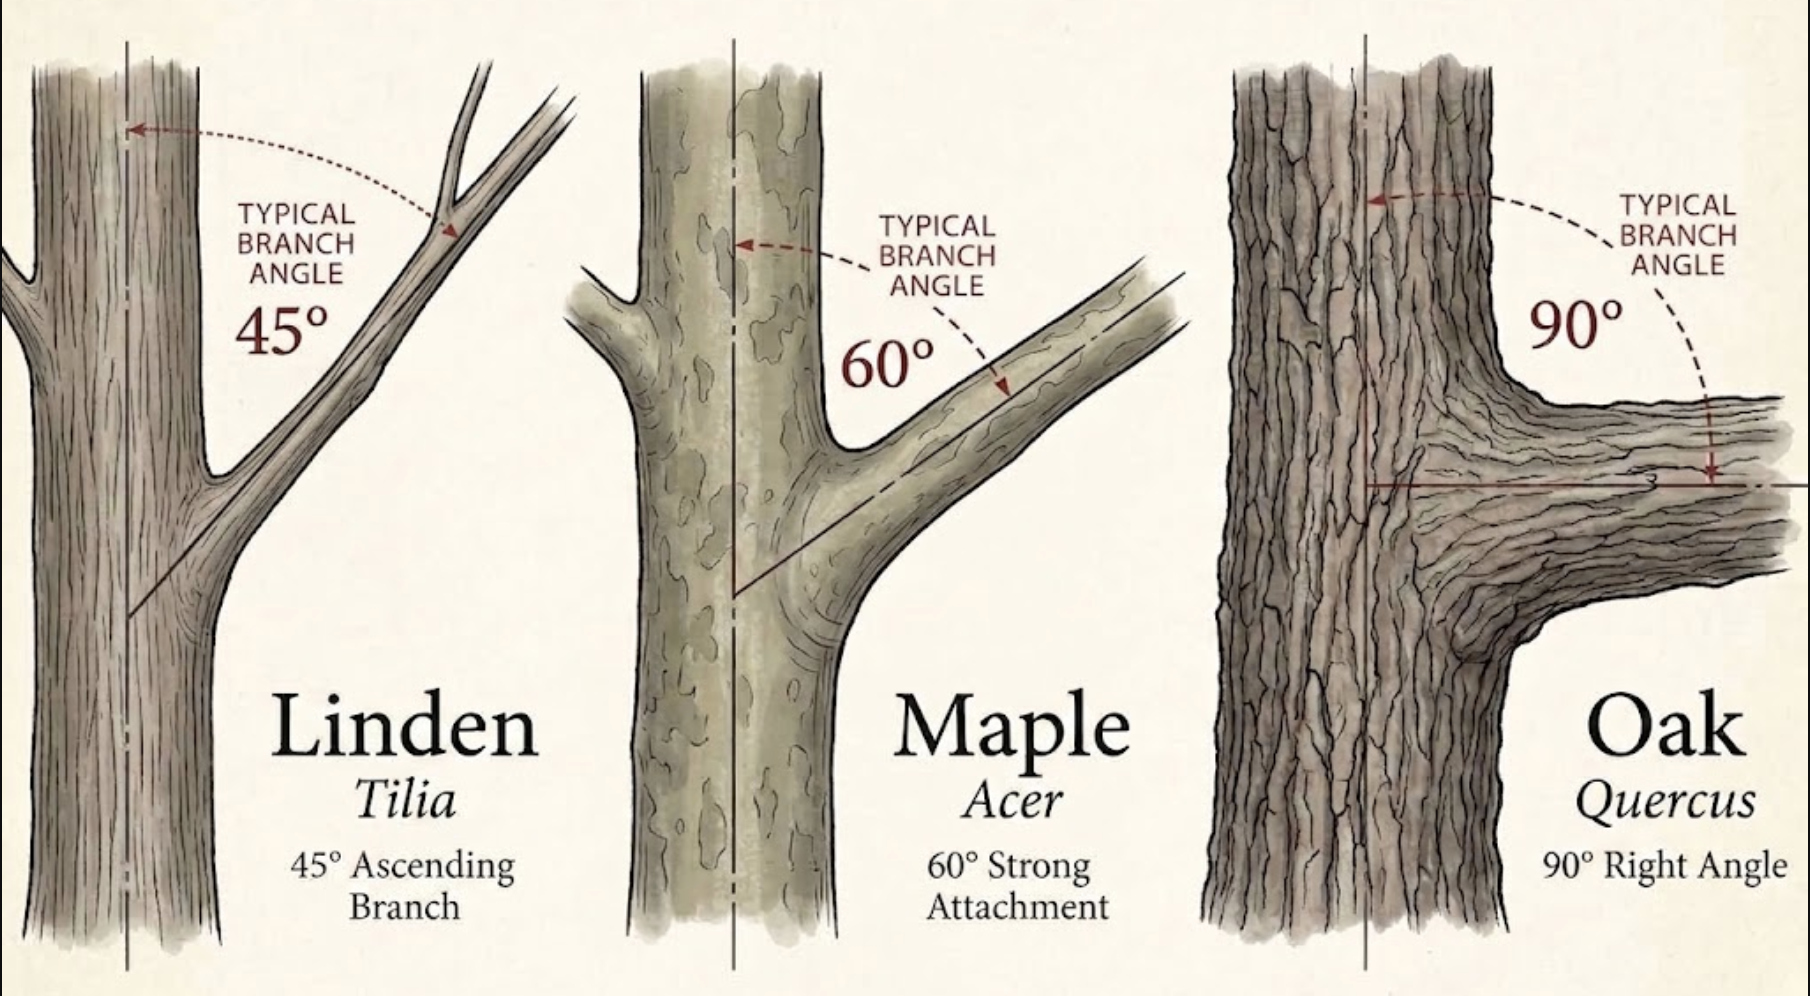 TYPICAL
BRANCH
ANGLE
45°
Linden
Tilia
45° Ascending
Branch
TYPICAL
BRANCH
ANGLE
60°
Maple
Acer
60° Strong
Attachment
TYPICAL
BRANCH
ANGLE
90°
Oak
Quercus
90° Right Angle